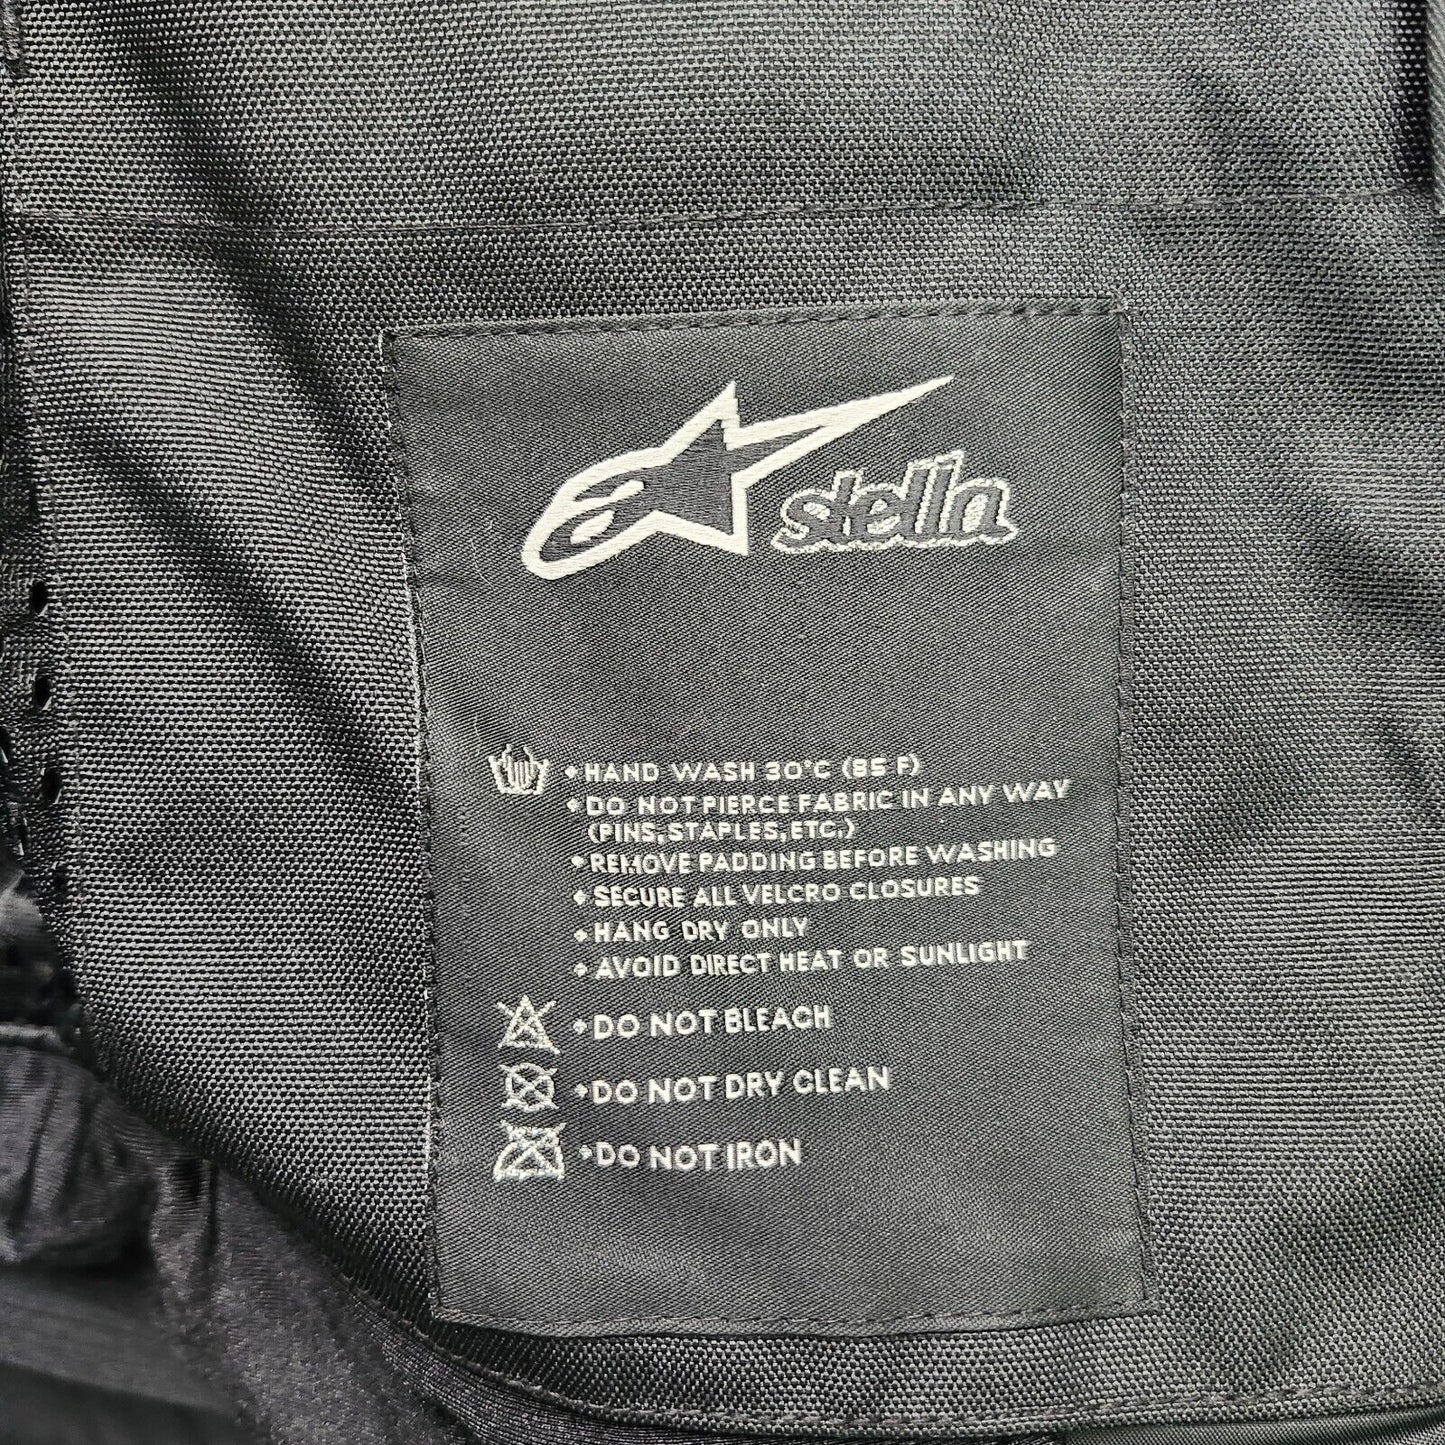 stella
• HAND WASH 30°C (85 F)
• DO NOT PIERCE FABRIC IN ANY WAY
(PINS, STAPLES, ETC.)
• REMOVE PADDING BEFORE WASHING
• SECURE ALL VELCRO CLOSURES
• HANG DRY ONLY
• AVOID DIRECT HEAT OR SUNLIGHT
• DO NOT BLEACH
• DO NOT DRY CLEAN
• DO NOT IRON